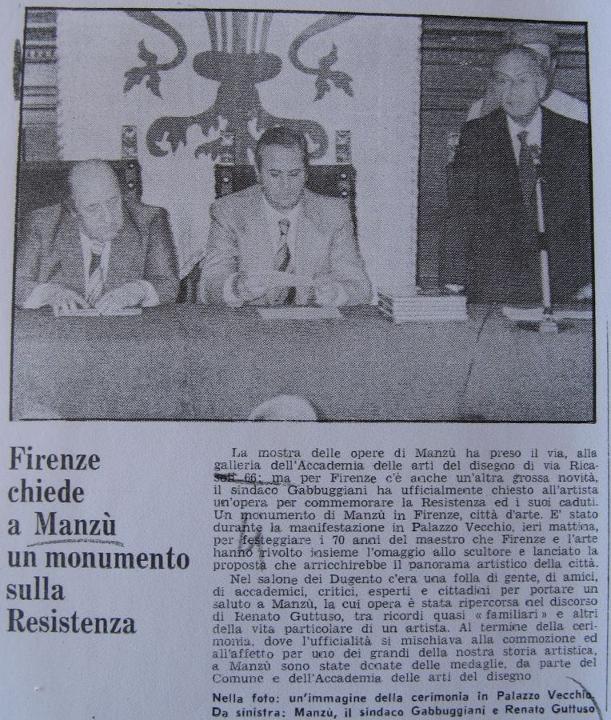 Firenze
chiede
a Manzù
un monumento
sulla
Resistenza
La mostra delle opere di Manzù ha preso il via, alla
galleria dell'Accademia delle arti del disegno di via Rica-
soli 66; ma per Firenze c'è anche un'altra grossa novità,
il sindaco Gabbuggiani ha ufficialmente chiesto all'artista
un'opera per commemorare la Resistenza ed i suoi caduti.
Un monumento di Manzù in Firenze, città d'arte. E' stato
durante la manifestazione in Palazzo Vecchio, ieri mattina,
per festeggiare i 70 anni del maestro che Firenze e l'arte
hanno rivolto insieme l'omaggio allo scultore e lanciato la
proposta che arricchirebbe il panorama artistico della città.
Nel salone dei Dugento c'era una folla di gente, di amici,
di accademici, critici, esperti e cittadini per portare un
saluto a Manzù, la cui opera è stata ripercorsa nel discorso
di Renato Guttuso, tra ricordi quasi « familiari » e altri
della vita particolare di un artista. Al termine della ceri-
monia, dove l'ufficialità si mischiava alla commozione ed
all'affetto per uno dei grandi della nostra storia artistica,
a Manzù sono state donate delle medaglie, da parte del
Comune e dell'Accademia delle arti del disegno
Nella foto: un'immagine della cerimonia in Palazzo Vecchio.
Da sinistra: Manzù, il sindaco Gabbuggiani e Renato Guttuso